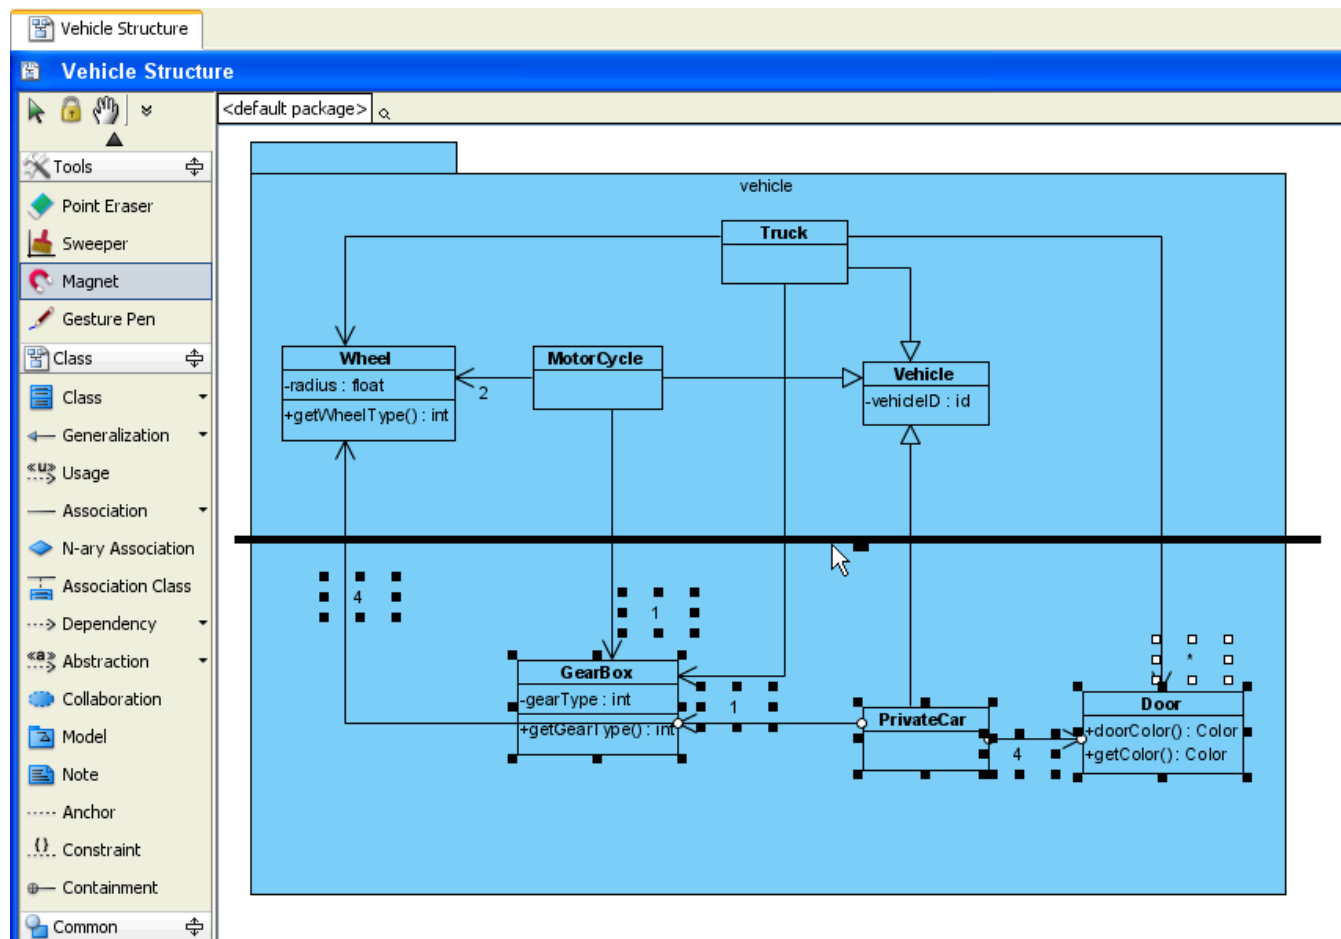 Vehicle Structure
Vehicle Structure
<default package>
Tools
Point Eraser
Sweeper
Magnet
Gesture Pen
Class
Class
Generalization
«u»
Usage
Association
N-ary Association
Association Class
Dependency
«a»
Abstraction
Collaboration
Model
Note
Anchor
{}
Constraint
Containment
Common
vehicle
Truck
Wheel
-radius : float
+getWheelType() : int
2
MotorCycle
Vehicle
-vehicleID : id
4
1
*
GearBox
-gearType : int
+getGearType() : int
1
PrivateCar
4
Door
+doorColor() : Color
+getColor() : Color